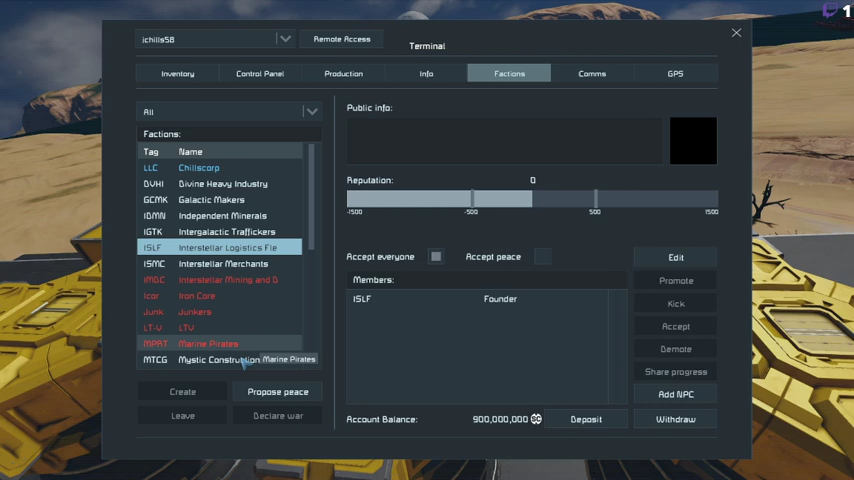 1
jchills58
Remote Access
Terminal
Inventory
Control Panel
Production
Info
Factions
Comms
GPS
All
Factions:
Tag Name
LLC Chillscorp
DVHI Divine Heavy Industry
GCMK Galactic Makers
IDMN Independent Minerals
IGTK Intergalactic Traffickers
ISLF Interstellar Logistics Fle
ISMC Interstellar Merchants
IMDC Interstellar Mining and D
Icor Iron Core
Junk Junkers
LT-V LTV
MPRT Marine Pirates
MTCG Mystic Construction
Marine Pirates
Create
Propose peace
Leave
Declare war
Public info:
Reputation:
0
-1500
-500
500
1500
Accept everyone
Accept peace
Members:
ISLF Founder
Edit
Promote
Kick
Accept
Demote
Share progress
Add NPC
Account Balance: 900,000,000 SC
Deposit
Withdraw